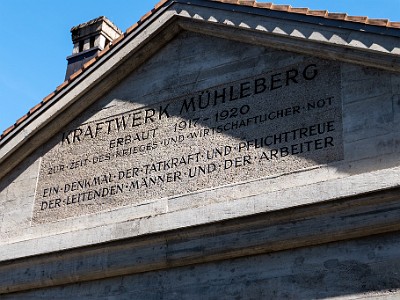 KRAFTWERK MÜHLEBERG
ERBAUT 1917-1920
ZUR·ZEIT·DES·KRIEGES·UND·WIRTSCHAFTLICHER·NOT
EIN·DENKMAL·DER·TATKRAFT·UND·PFLICHTTREUE
DER·LEITENDEN·MÄNNER·UND·DER·ARBEITER